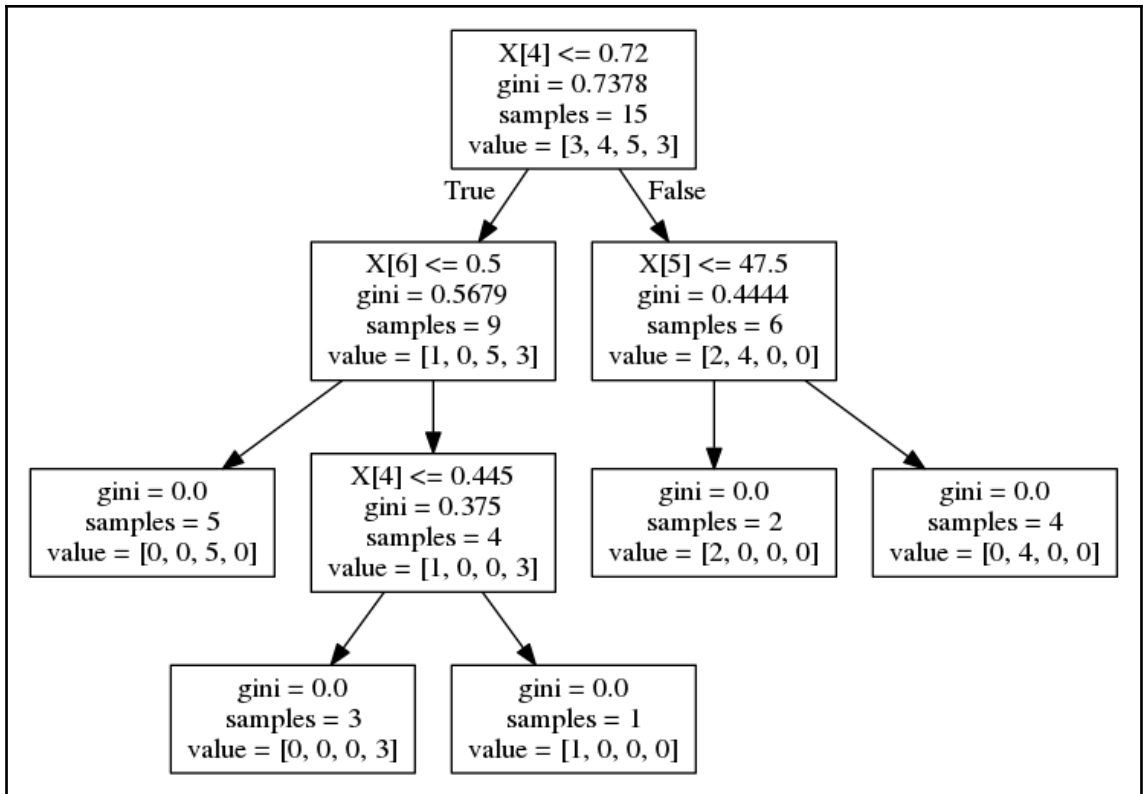 X[4] <= 0.72
gini = 0.7378
samples = 15
value = [3, 4, 5, 3]
True
False
X[6] <= 0.5
gini = 0.5679
samples = 9
value = [1, 0, 5, 3]
X[5] <= 47.5
gini = 0.4444
samples = 6
value = [2, 4, 0, 0]
gini = 0.0
samples = 5
value = [0, 0, 5, 0]
X[4] <= 0.445
gini = 0.375
samples = 4
value = [1, 0, 0, 3]
gini = 0.0
samples = 2
value = [2, 0, 0, 0]
gini = 0.0
samples = 4
value = [0, 4, 0, 0]
gini = 0.0
samples = 3
value = [0, 0, 0, 3]
gini = 0.0
samples = 1
value = [1, 0, 0, 0]